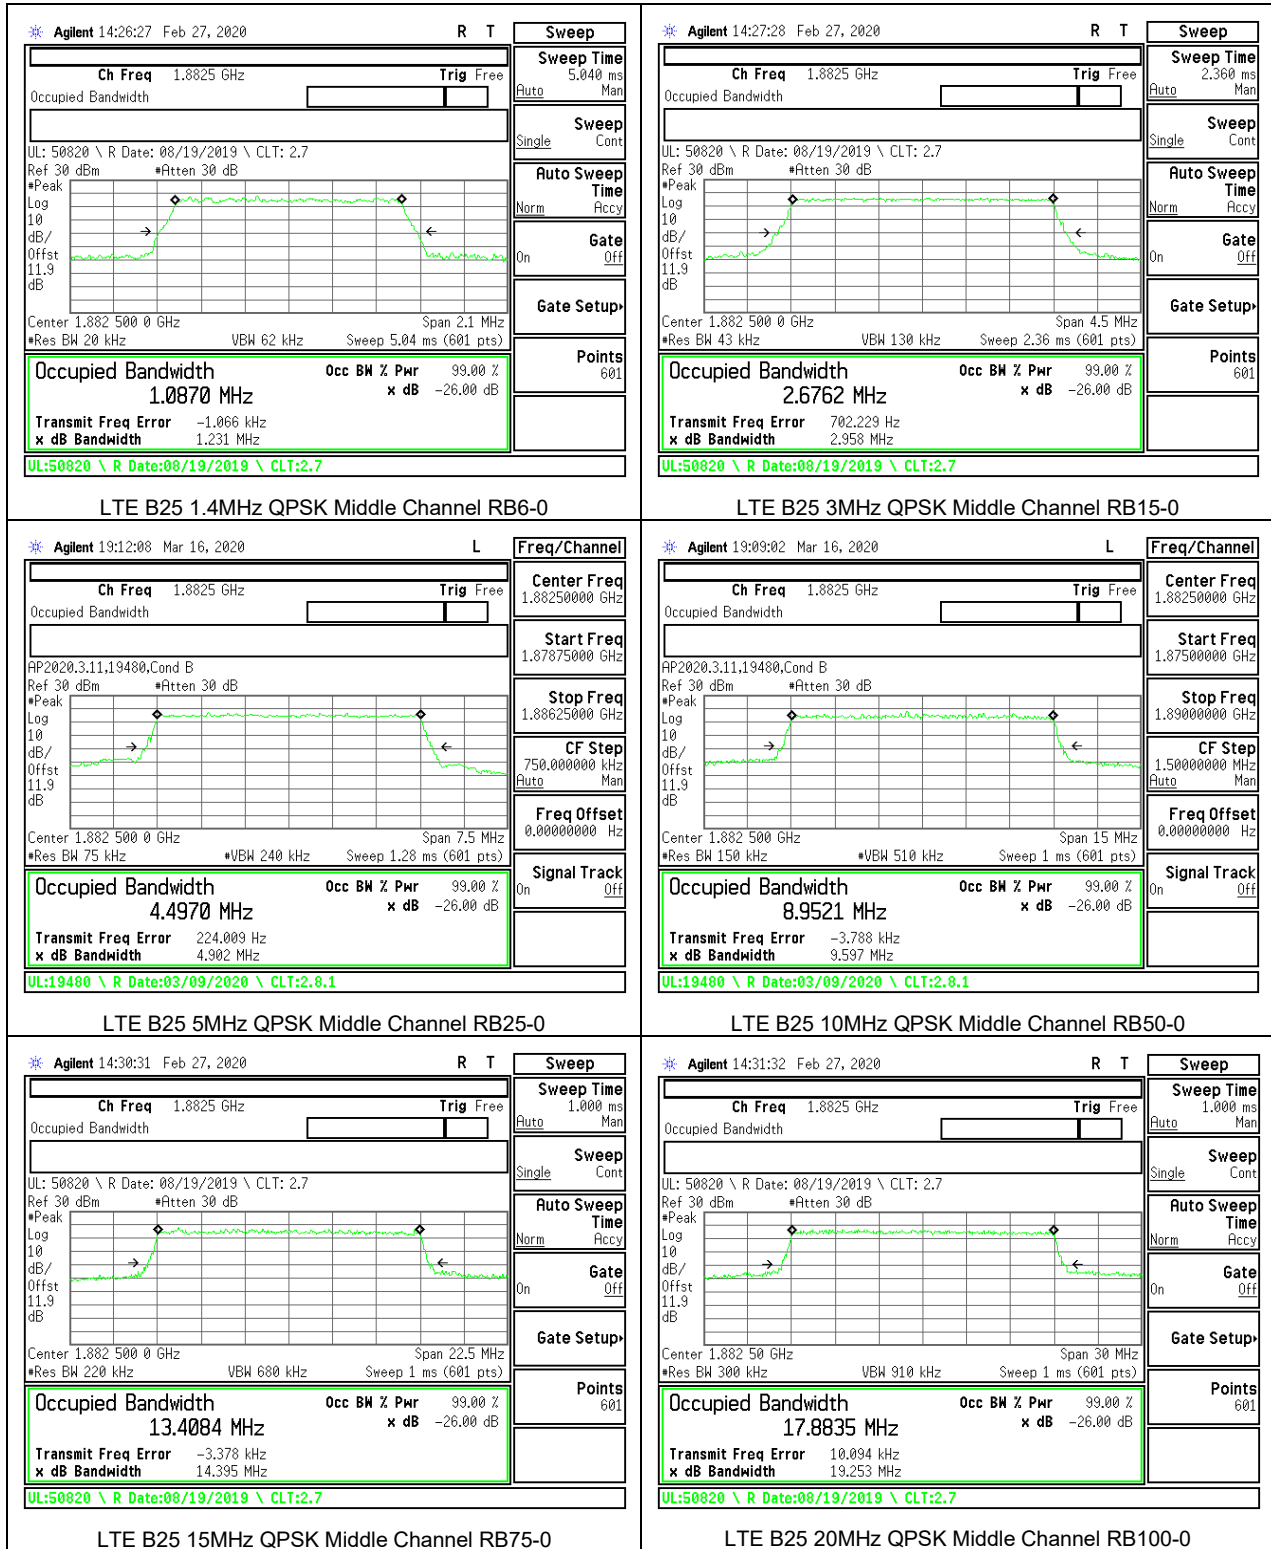 Agilent 14:26:27 Feb 27, 2020 R T Sweep
Ch Freq 1.8825 GHz Trig Free
Occupied Bandwidth
UL: 50820 \ R Date: 08/19/2019 \ CLT: 2.7
Ref 30 dBm #Atten 30 dB
#Peak
Log
10
dB/
Offst
11.9
dB
Center 1.882 500 0 GHz Span 2.1 MHz
#Res BW 20 kHz VBW 62 kHz Sweep 5.04 ms (601 pts)
Occupied Bandwidth Occ BW % Pwr 99.00 %
1.0870 MHz x dB -26.00 dB
Transmit Freq Error -1.066 kHz
x dB Bandwidth 1.231 MHz
UL:50820 \ R Date:08/19/2019 \ CLT:2.7
Sweep Time
5.040 ms
Auto Man
Sweep
Single Cont
Auto Sweep
Time
Norm Accy
Gate
On Off
Gate Setup
Points
601
LTE B25 1.4MHz QPSK Middle Channel RB6-0
Agilent 14:27:28 Feb 27, 2020 R T Sweep
Ch Freq 1.8825 GHz Trig Free
Occupied Bandwidth
UL: 50820 \ R Date: 08/19/2019 \ CLT: 2.7
Ref 30 dBm #Atten 30 dB
#Peak
Log
10
dB/
Offst
11.9
dB
Center 1.882 500 0 GHz Span 4.5 MHz
#Res BW 43 kHz VBW 130 kHz Sweep 2.36 ms (601 pts)
Occupied Bandwidth Occ BW % Pwr 99.00 %
2.6762 MHz x dB -26.00 dB
Transmit Freq Error 702.229 Hz
x dB Bandwidth 2.958 MHz
UL:50820 \ R Date:08/19/2019 \ CLT:2.7
Sweep Time
2.360 ms
Auto Man
Sweep
Single Cont
Auto Sweep
Time
Norm Accy
Gate
On Off
Gate Setup
Points
601
LTE B25 3MHz QPSK Middle Channel RB15-0
Agilent 19:12:08 Mar 16, 2020 L Freq/Channel
Ch Freq 1.8825 GHz Trig Free
Occupied Bandwidth
AP2020.3.11,19480,Cond B
Ref 30 dBm #Atten 30 dB
#Peak
Log
10
dB/
Offst
11.9
dB
Center 1.882 500 0 GHz Span 7.5 MHz
#Res BW 75 kHz #VBW 240 kHz Sweep 1.28 ms (601 pts)
Occupied Bandwidth Occ BW % Pwr 99.00 %
4.4970 MHz x dB -26.00 dB
Transmit Freq Error 224.009 Hz
x dB Bandwidth 4.902 MHz
UL:19480 \ R Date:03/09/2020 \ CLT:2.8.1
Center Freq
1.88250000 GHz
Start Freq
1.87875000 GHz
Stop Freq
1.88625000 GHz
CF Step
750.000000 kHz
Auto Man
Freq Offset
0.00000000 Hz
Signal Track
On Off
LTE B25 5MHz QPSK Middle Channel RB25-0
Agilent 19:09:02 Mar 16, 2020 L Freq/Channel
Ch Freq 1.8825 GHz Trig Free
Occupied Bandwidth
AP2020.3.11,19480,Cond B
Ref 30 dBm #Atten 30 dB
#Peak
Log
10
dB/
Offst
11.9
dB
Center 1.882 500 GHz Span 15 MHz
#Res BW 150 kHz #VBW 510 kHz Sweep 1 ms (601 pts)
Occupied Bandwidth Occ BW % Pwr 99.00 %
8.9521 MHz x dB -26.00 dB
Transmit Freq Error -3.788 kHz
x dB Bandwidth 9.597 MHz
UL:19480 \ R Date:03/09/2020 \ CLT:2.8.1
Center Freq
1.88250000 GHz
Start Freq
1.87500000 GHz
Stop Freq
1.89000000 GHz
CF Step
1.50000000 MHz
Auto Man
Freq Offset
0.00000000 Hz
Signal Track
On Off
LTE B25 10MHz QPSK Middle Channel RB50-0
Agilent 14:30:31 Feb 27, 2020 R T Sweep
Ch Freq 1.8825 GHz Trig Free
Occupied Bandwidth
UL: 50820 \ R Date: 08/19/2019 \ CLT: 2.7
Ref 30 dBm #Atten 30 dB
#Peak
Log
10
dB/
Offst
11.9
dB
Center 1.882 500 0 GHz Span 22.5 MHz
#Res BW 220 kHz VBW 680 kHz Sweep 1 ms (601 pts)
Occupied Bandwidth Occ BW % Pwr 99.00 %
13.4084 MHz x dB -26.00 dB
Transmit Freq Error -3.378 kHz
x dB Bandwidth 14.395 MHz
UL:50820 \ R Date:08/19/2019 \ CLT:2.7
Sweep Time
1.000 ms
Auto Man
Sweep
Single Cont
Auto Sweep
Time
Norm Accy
Gate
On Off
Gate Setup
Points
601
LTE B25 15MHz QPSK Middle Channel RB75-0
Agilent 14:31:32 Feb 27, 2020 R T Sweep
Ch Freq 1.8825 GHz Trig Free
Occupied Bandwidth
UL: 50820 \ R Date: 08/19/2019 \ CLT: 2.7
Ref 30 dBm #Atten 30 dB
#Peak
Log
10
dB/
Offst
11.9
dB
Center 1.882 50 GHz Span 30 MHz
#Res BW 300 kHz VBW 910 kHz Sweep 1 ms (601 pts)
Occupied Bandwidth Occ BW % Pwr 99.00 %
17.8835 MHz x dB -26.00 dB
Transmit Freq Error 10.094 kHz
x dB Bandwidth 19.253 MHz
UL:50820 \ R Date:08/19/2019 \ CLT:2.7
Sweep Time
1.000 ms
Auto Man
Sweep
Single Cont
Auto Sweep
Time
Norm Accy
Gate
On Off
Gate Setup
Points
601
LTE B25 20MHz QPSK Middle Channel RB100-0